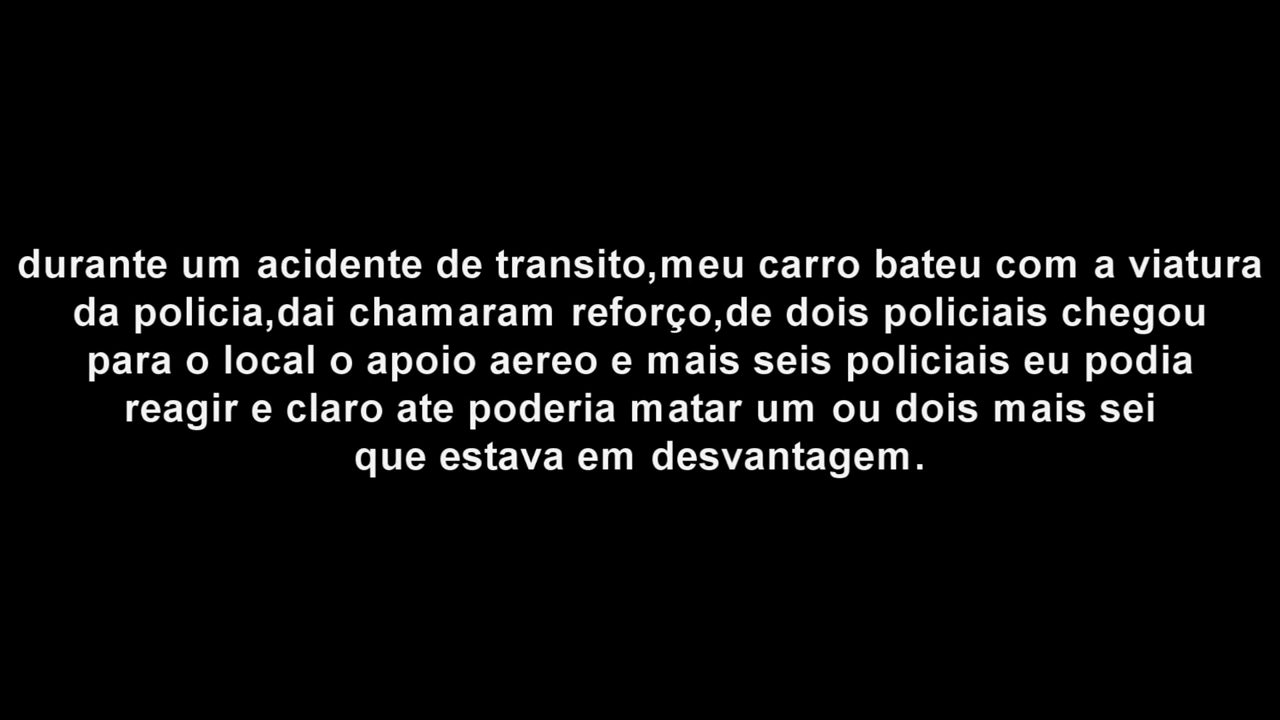 durante um acidente de transito,meu carro bateu com a viatura
da policia,dai chamaram reforço,de dois policiais chegou
para o local o apoio aereo e mais seis policiais eu podia
reagir e claro ate poderia matar um ou dois mais sei
que estava em desvantagem.